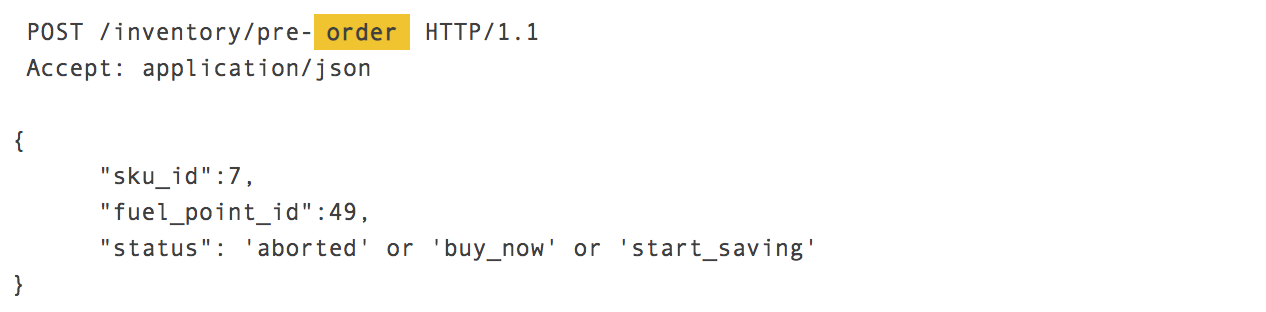 POST /inventory/pre-order HTTP/1.1
Accept: application/json
{
"sku_id":7,
"fuel_point_id":49,
"status": 'aborted' or 'buy_now' or 'start_saving'
}